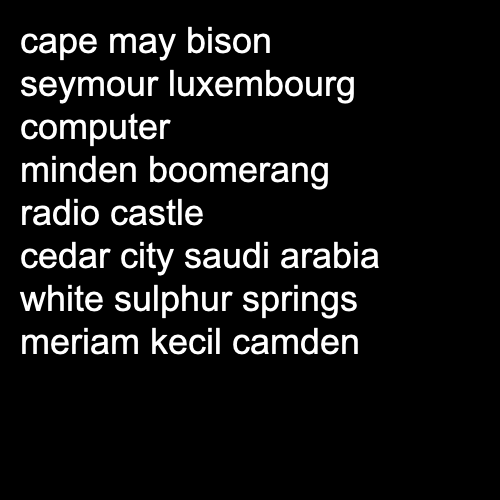 cape may bison
seymour luxembourg
computer
minden boomerang
radio castle
cedar city saudi arabia
white sulphur springs
meriam kecil camden